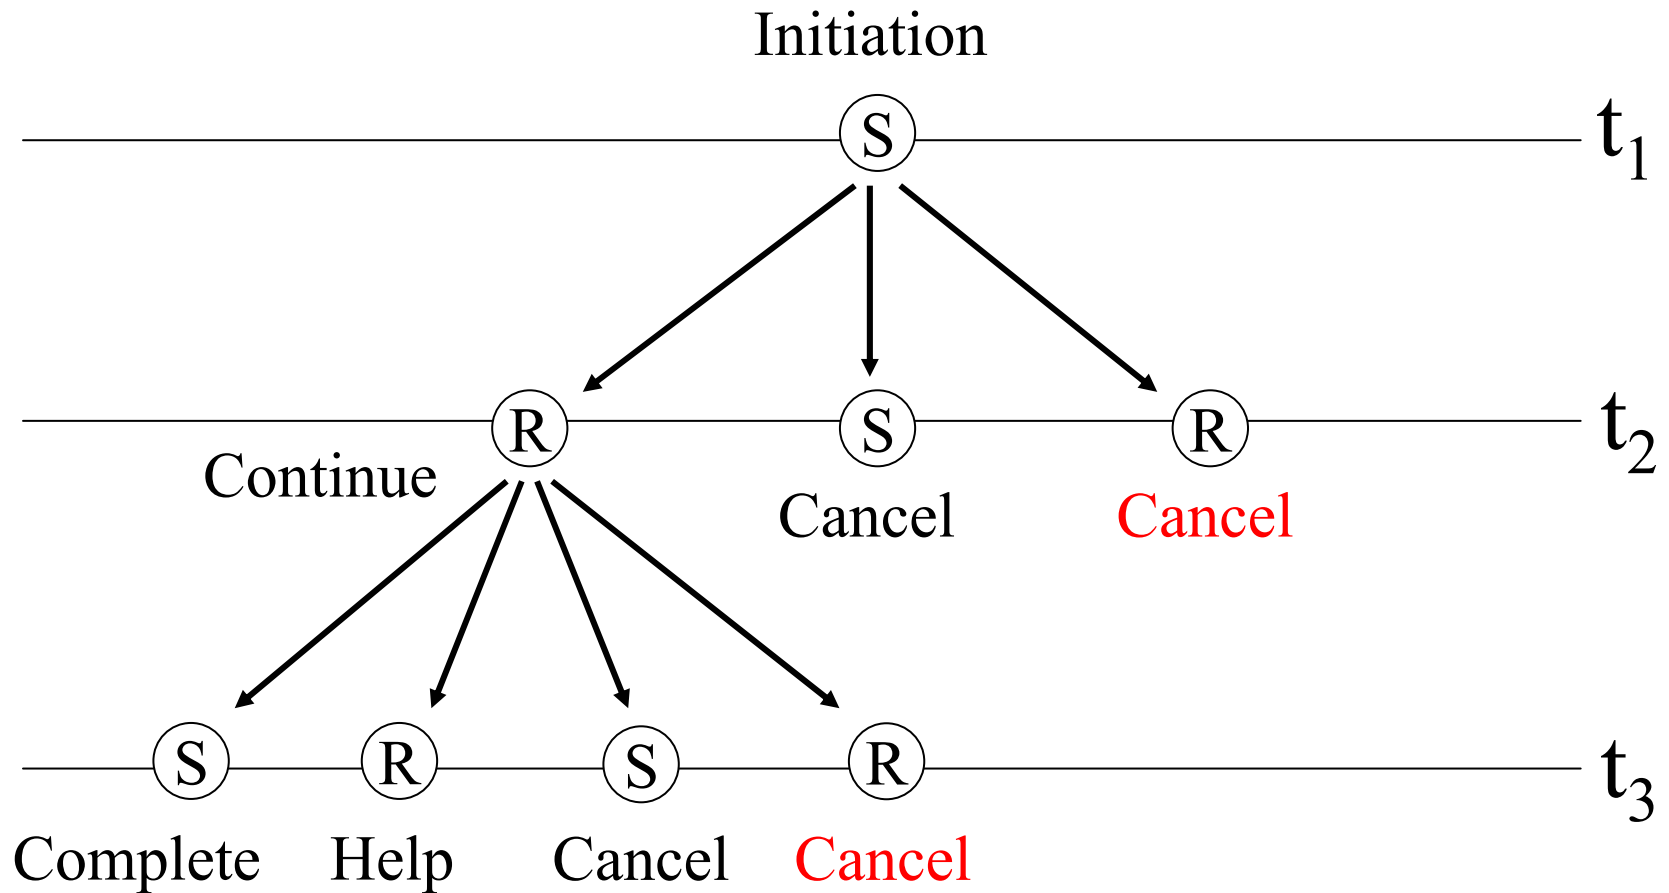 Initiation
S t1
R S R t2
Continue
Cancel Cancel
S R S R t3
Complete Help Cancel Cancel